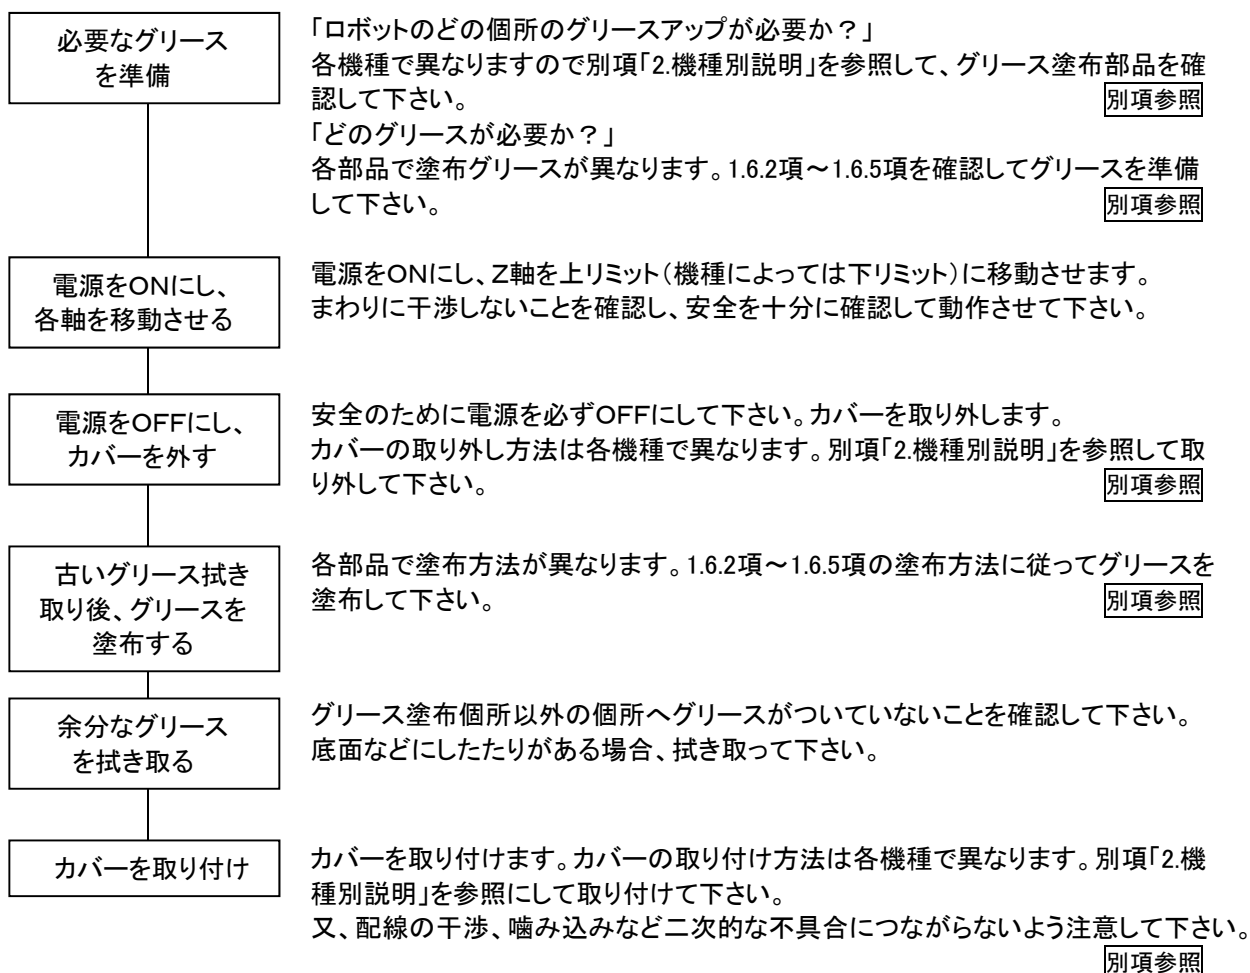 必要なグリース
を準備
「ロボットのどの個所のグリースアップが必要か？」
各機種で異なりますので別項「2.機種別説明」を参照して、グリース塗布部品を確
認して下さい。 別項参照
「どのグリースが必要か？」
各部品で塗布グリースが異なります。1.6.2項～1.6.5項を確認してグリースを準備
して下さい。 別項参照
電源をONにし、
各軸を移動させる
電源をONにし、Z軸を上リミット（機種によっては下リミット）に移動させます。
まわりに干渉しないことを確認し、安全を十分に確認して動作させて下さい。
電源をOFFにし、
カバーを外す
安全のために電源を必ずOFFにして下さい。カバーを取り外します。
カバーの取り外し方法は各機種で異なります。別項「2.機種別説明」を参照して取
り外して下さい。 別項参照
古いグリース拭き
取り後、グリースを
塗布する
各部品で塗布方法が異なります。1.6.2項～1.6.5項の塗布方法に従ってグリースを
塗布して下さい。 別項参照
余分なグリース
を拭き取る
グリース塗布個所以外の個所へグリースがついていないことを確認して下さい。
底面などにしたたりがある場合、拭き取って下さい。
カバーを取り付け
カバーを取り付けます。カバーの取り付け方法は各機種で異なります。別項「2.機
種別説明」を参照にして取り付けて下さい。
又、配線の干渉、噛み込みなど二次的な不具合につながらないよう注意して下さい。
別項参照